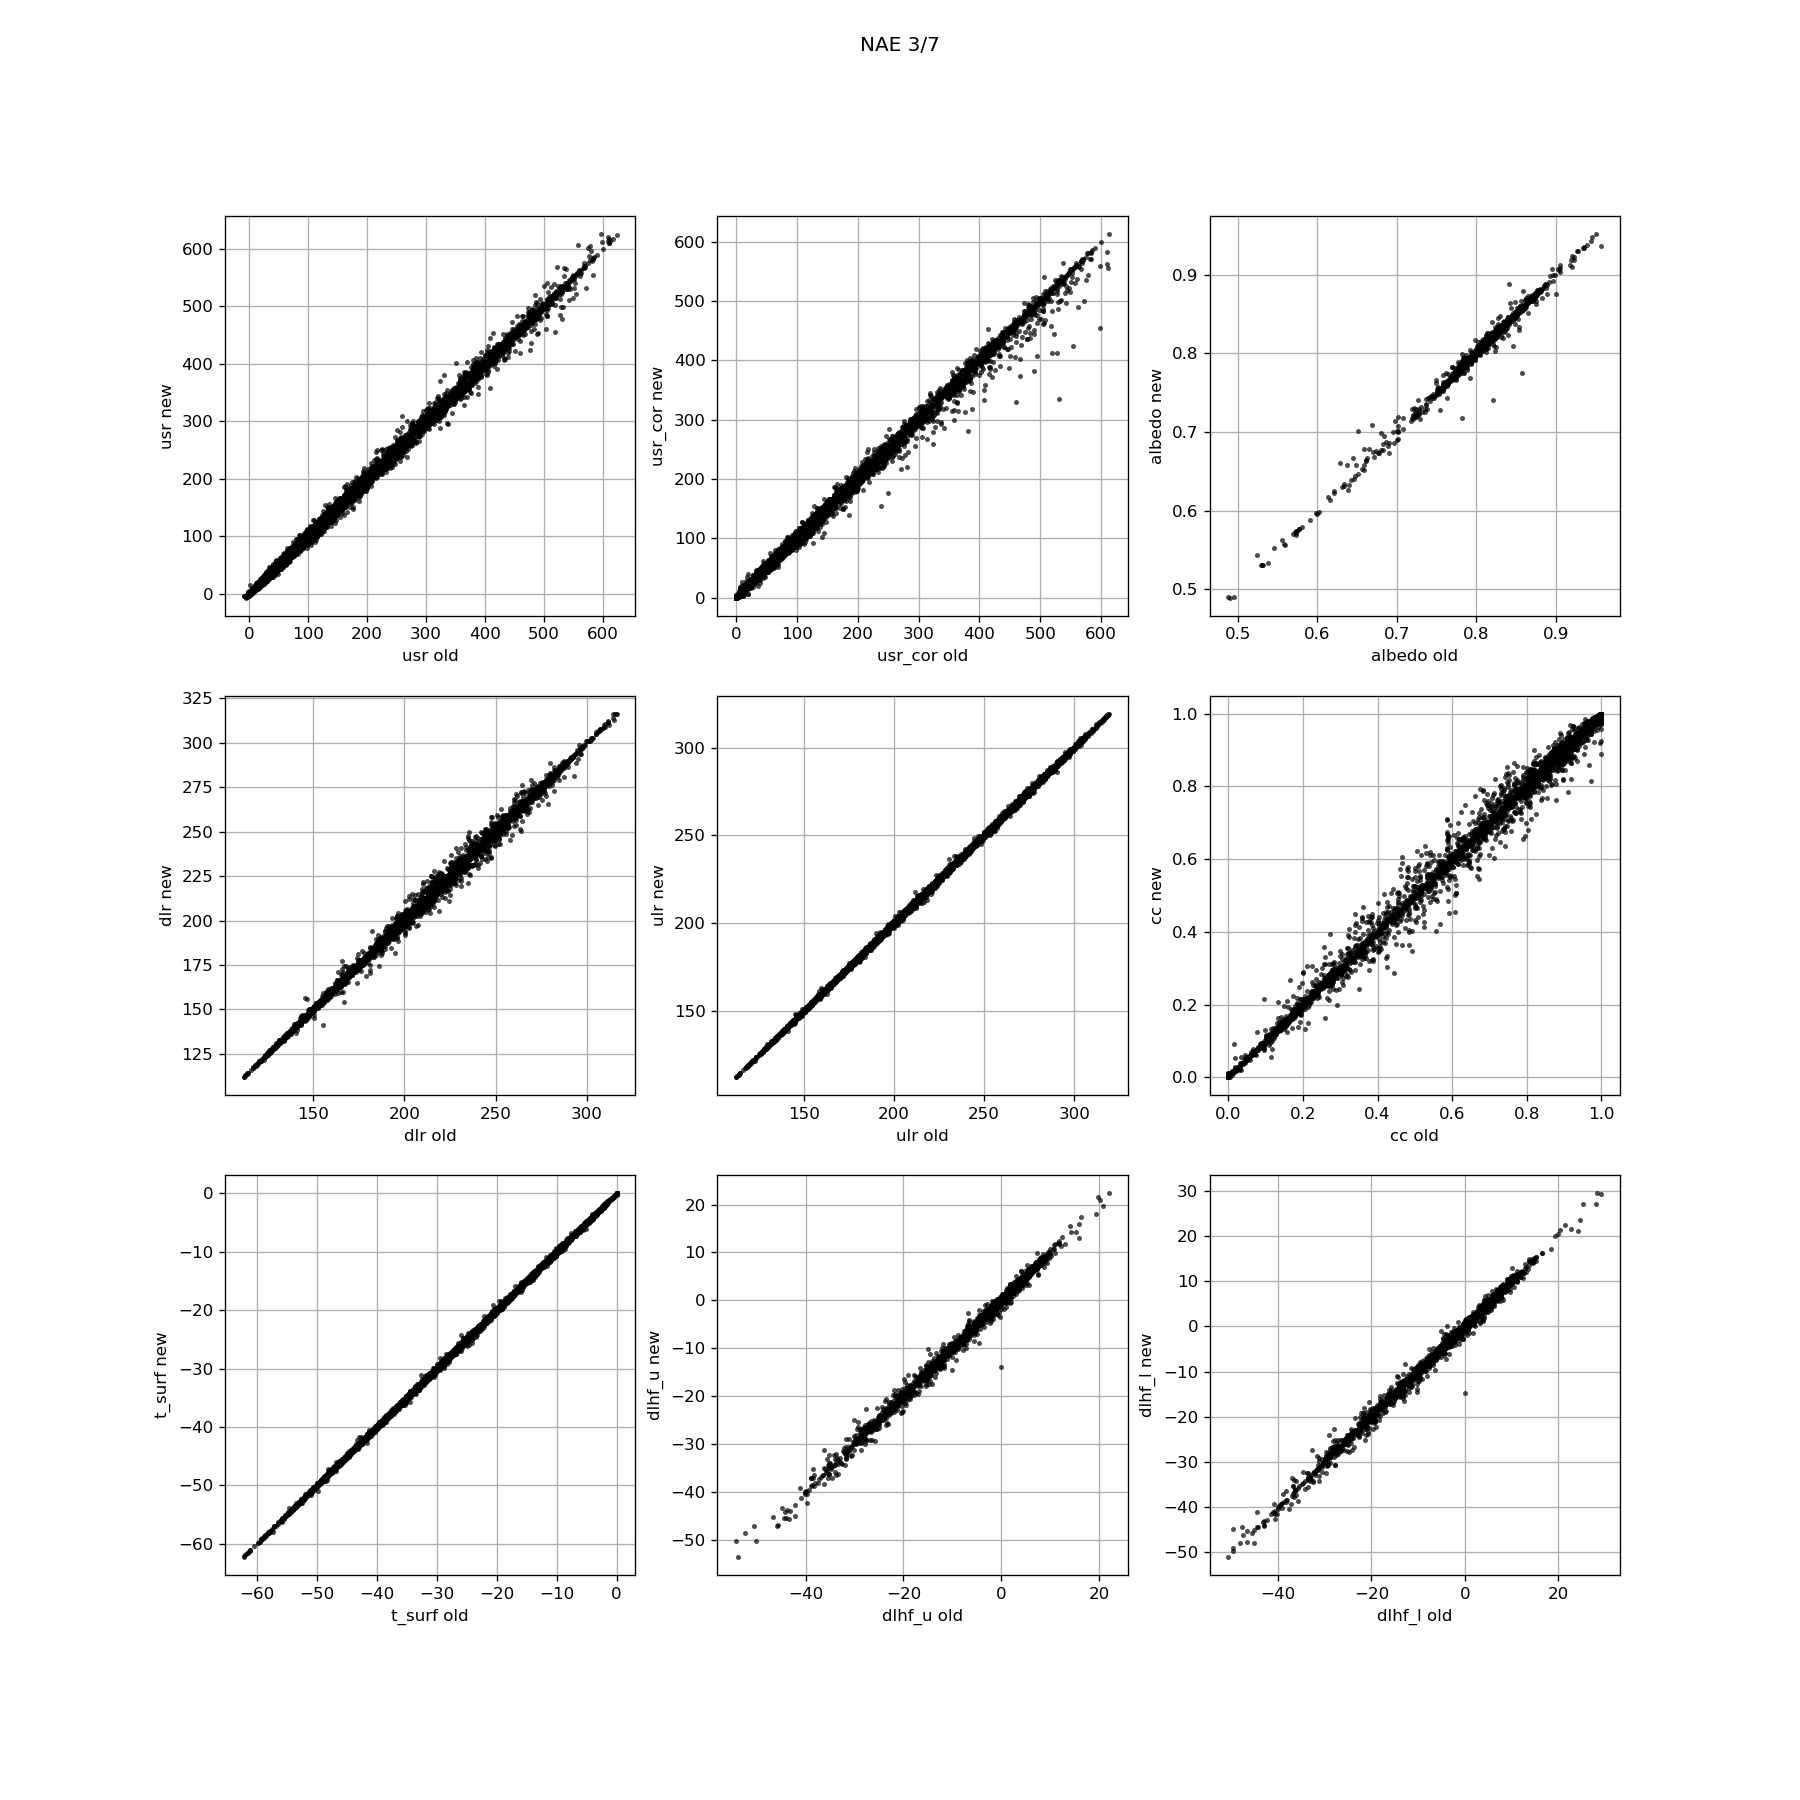 NAE 3/7
600
500
400
300
200
100
0
usr new
0 100 200 300 400 500 600
usr old
600
500
400
300
200
100
0
usr_cor new
0 100 200 300 400 500 600
usr_cor old
0.9
0.8
0.7
0.6
0.5
albedo new
0.5 0.6 0.7 0.8 0.9
albedo old
325
300
275
250
225
200
175
150
125
dlr new
150 200 250 300
dlr old
300
250
200
150
ulr new
150 200 250 300
ulr old
1.0
0.8
0.6
0.4
0.2
0.0
cc new
0.0 0.2 0.4 0.6 0.8 1.0
cc old
0
−10
−20
−30
−40
−50
−60
t_surf new
−60 −50 −40 −30 −20 −10 0
t_surf old
20
10
0
−10
−20
−30
−40
−50
dlhf_u new
−40 −20 0 20
dlhf_u old
30
20
10
0
−10
−20
−30
−40
−50
dlhf_l new
−40 −20 0 20
dlhf_l old